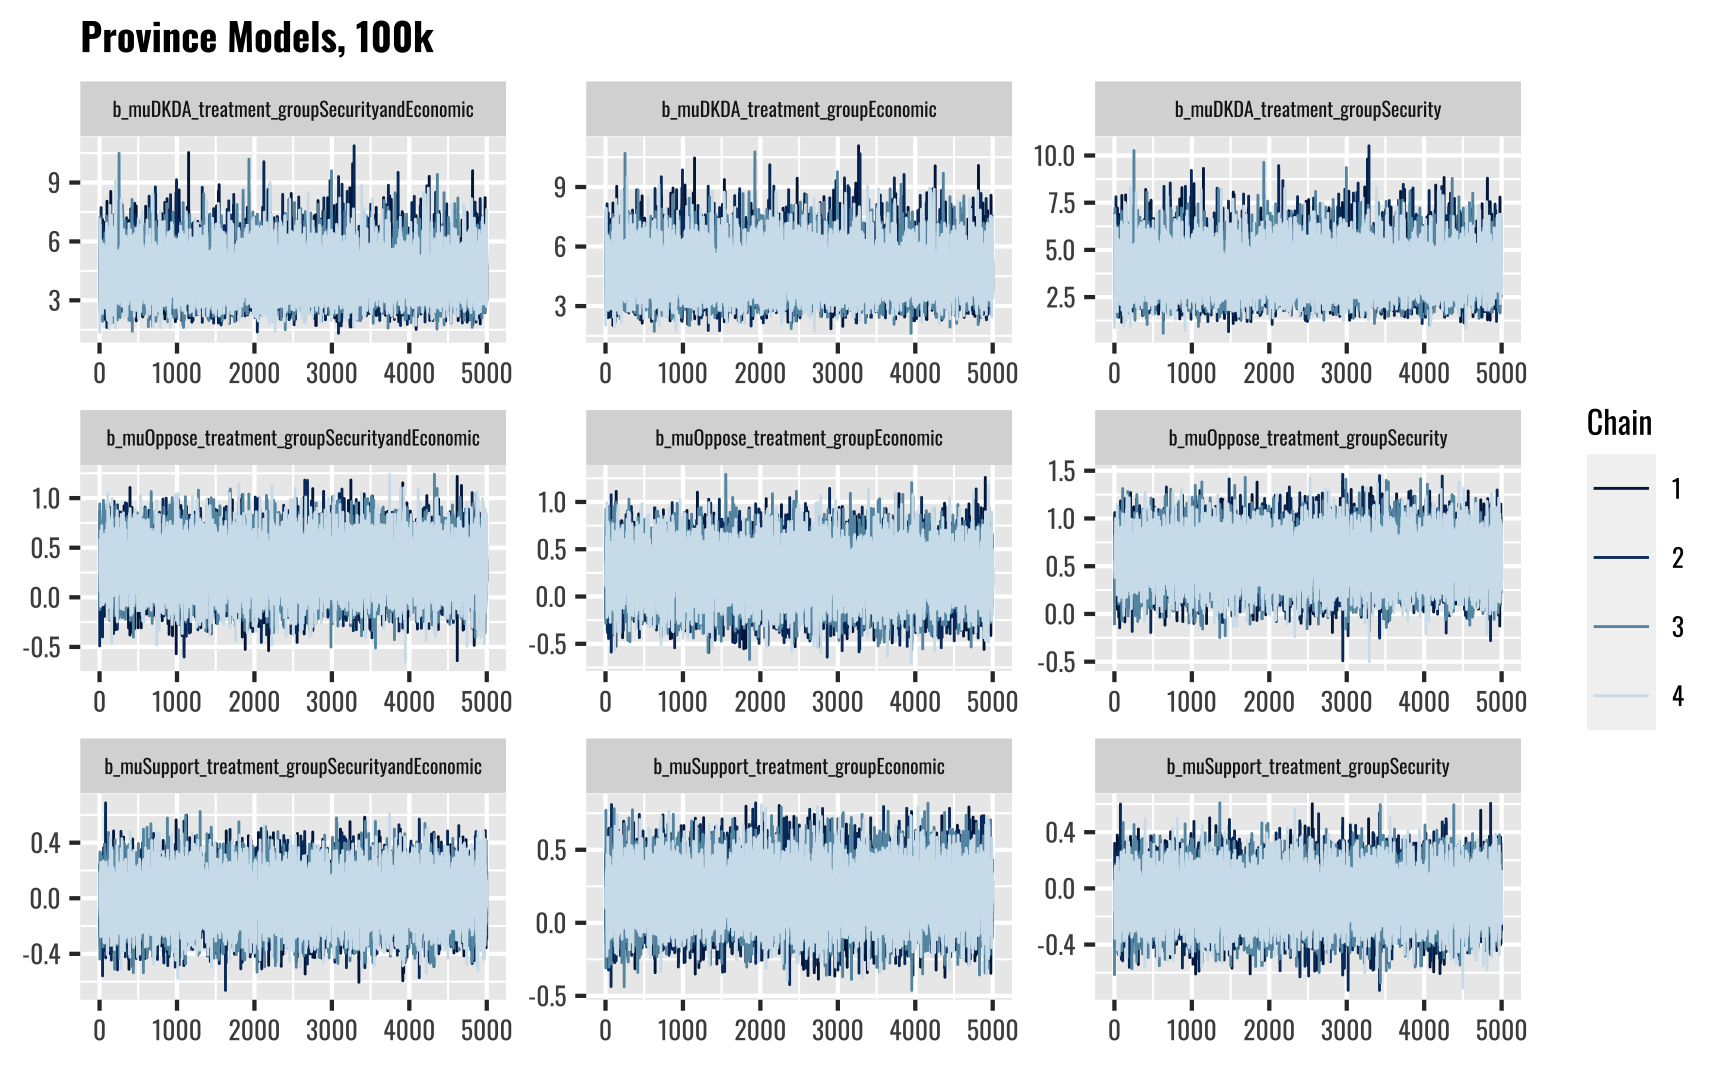 Province Models, 100k
b_muDKDA_treatment_groupSecurityandEconomic
b_muDKDA_treatment_groupEconomic
b_muDKDA_treatment_groupSecurity
9
6
3
0 1000 2000 3000 4000 5000
9
6
3
0 1000 2000 3000 4000 5000
10.0
7.5
5.0
2.5
0 1000 2000 3000 4000 5000
b_muOppose_treatment_groupSecurityandEconomic
b_muOppose_treatment_groupEconomic
b_muOppose_treatment_groupSecurity
1.0
0.5
0.0
-0.5
0 1000 2000 3000 4000 5000
1.0
0.5
0.0
-0.5
0 1000 2000 3000 4000 5000
1.5
1.0
0.5
0.0
-0.5
0 1000 2000 3000 4000 5000
b_muSupport_treatment_groupSecurityandEconomic
b_muSupport_treatment_groupEconomic
b_muSupport_treatment_groupSecurity
0.4
0.0
-0.4
0 1000 2000 3000 4000 5000
0.5
0.0
-0.5
0 1000 2000 3000 4000 5000
0.4
0.0
-0.4
0 1000 2000 3000 4000 5000
Chain
1
2
3
4